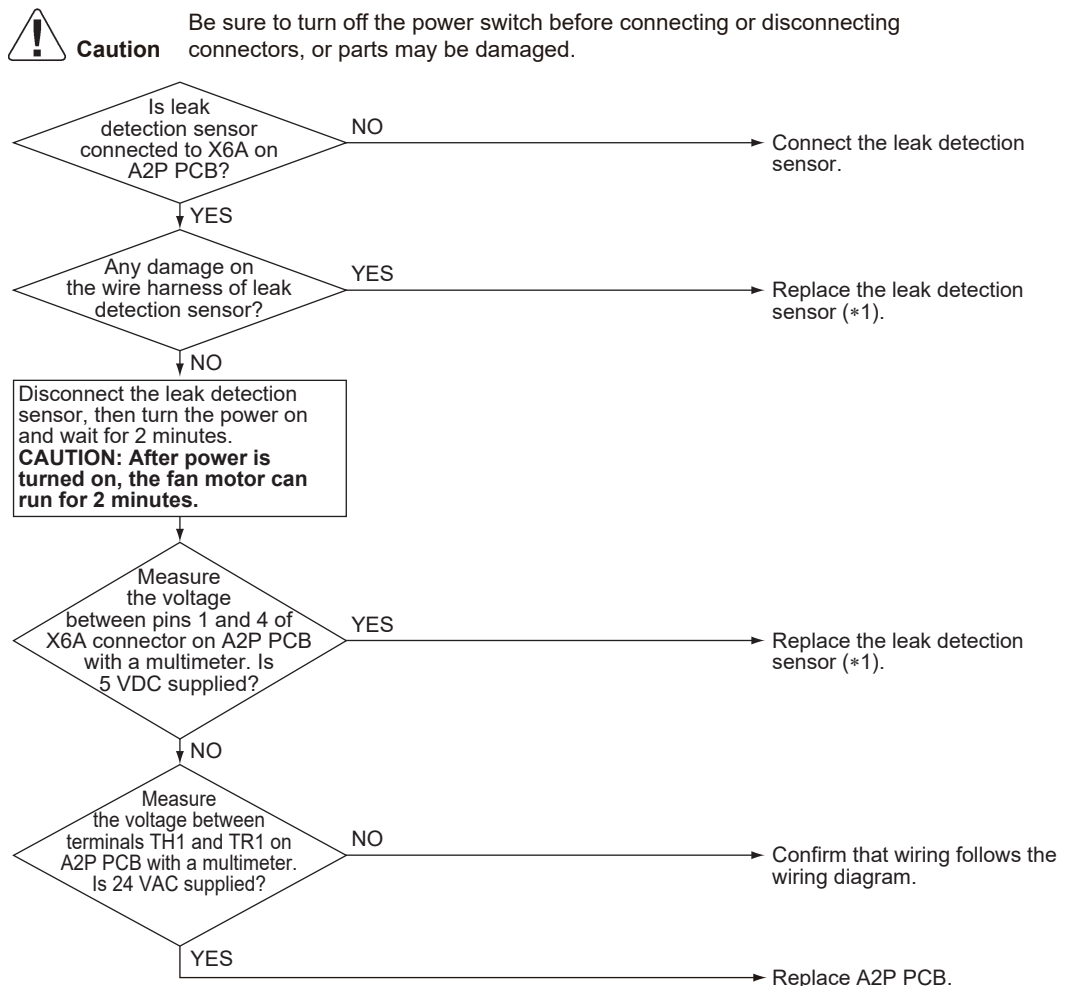 Be sure to turn off the power switch before connecting or disconnecting
Caution connectors, or parts may be damaged.
Is leak
detection sensor
connected to X6A on
A2P PCB?
NO
Connect the leak detection
sensor.
YES
Any damage on
the wire harness of leak
detection sensor?
YES
Replace the leak detection
sensor (*1).
NO
Disconnect the leak detection
sensor, then turn the power on
and wait for 2 minutes.
CAUTION: After power is
turned on, the fan motor can
run for 2 minutes.
Measure
the voltage
between pins 1 and 4 of
X6A connector on A2P PCB
with a multimeter. Is
5 VDC supplied?
YES
Replace the leak detection
sensor (*1).
NO
Measure
the voltage between
terminals TH1 and TR1 on
A2P PCB with a multimeter.
Is 24 VAC supplied?
NO
Confirm that wiring follows the
wiring diagram.
YES
Replace A2P PCB.